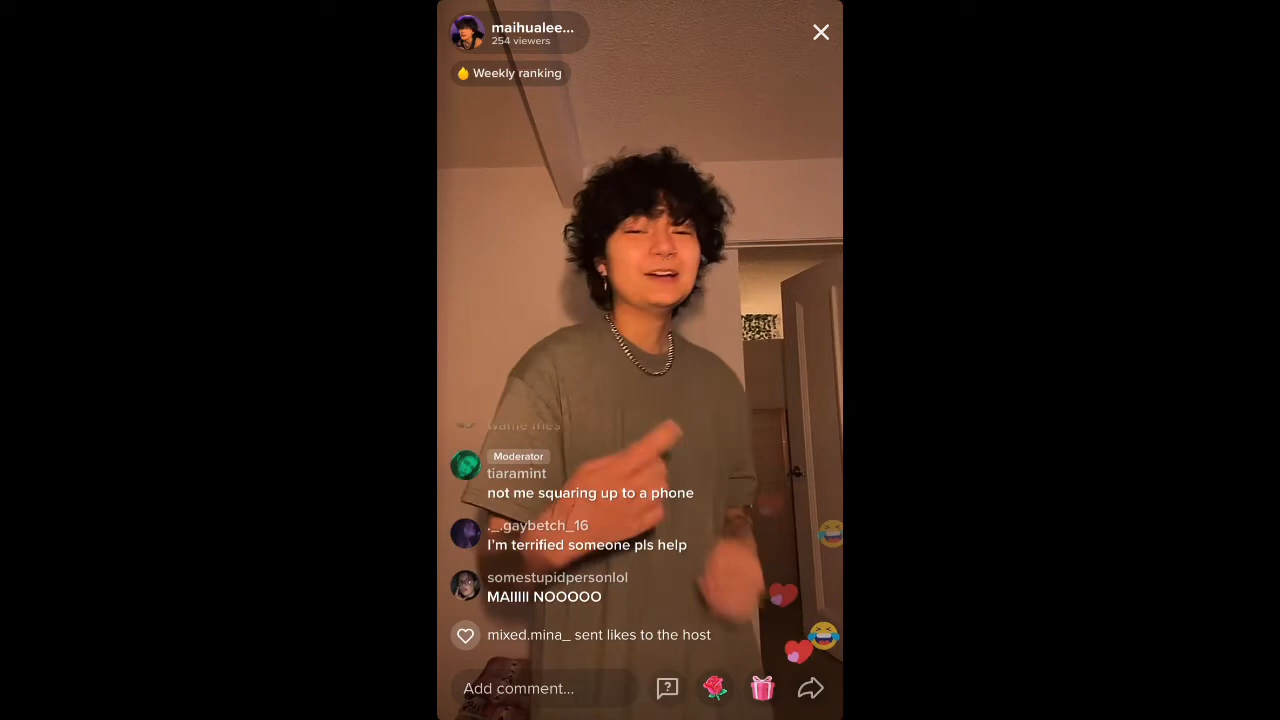 maihualee...
254 viewers
Weekly ranking
Moderator
tiaramint
not me squaring up to a phone
._.gaybetch_16
I'm terrified someone pls help
somestupidpersonlol
MAIIIII NOOOOO
mixed.mina_ sent likes to the host
Add comment...